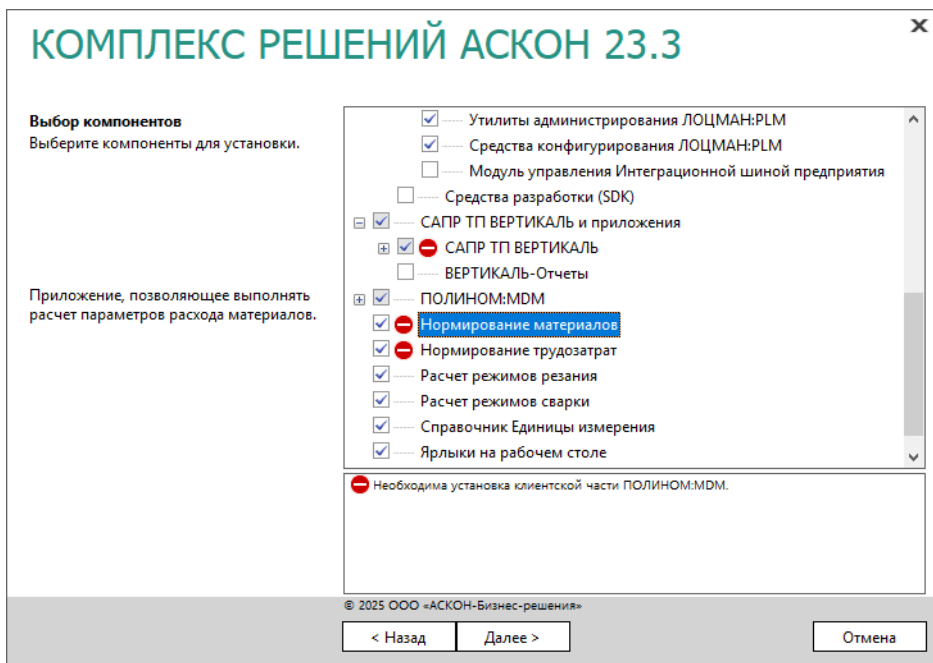 КОМПЛЕКС РЕШЕНИЙ АСКОН 23.3
Выбор компонентов
Выберите компоненты для установки.
Приложение, позволяющее выполнять
расчет параметров расхода материалов.
Утилиты администрирования ЛОЦМАН:PLM
Средства конфигурирования ЛОЦМАН:PLM
Модуль управления Интеграционной шиной предприятия
Средства разработки (SDK)
САПР ТП ВЕРТИКАЛЬ и приложения
САПР ТП ВЕРТИКАЛЬ
ВЕРТИКАЛЬ-Отчеты
ПОЛИНОМ:MDM
Нормирование материалов
Нормирование трудозатрат
Расчет режимов резания
Расчет режимов сварки
Справочник Единицы измерения
Ярлыки на рабочем столе
Необходима установка клиентской части ПОЛИНОМ:MDM.
© 2025 ООО «АСКОН-Бизнес-решения»
< Назад
Далее >
Отмена